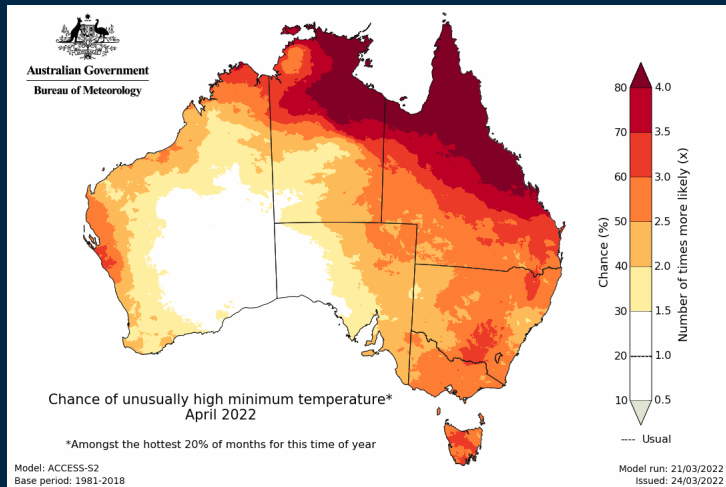 Australian Government
Bureau of Meteorology
80 4.0
70 3.5
60 3.0
50 2.5
40 2.0
30 1.5
20 1.0
10 0.5
Chance (%)
Number of times more likely (x)
---- Usual
Chance of unusually high minimum temperature*
April 2022
*Amongst the hottest 20% of months for this time of year
Model: ACCESS-S2
Base period: 1981-2018
Model run: 21/03/2022
Issued: 24/03/2022